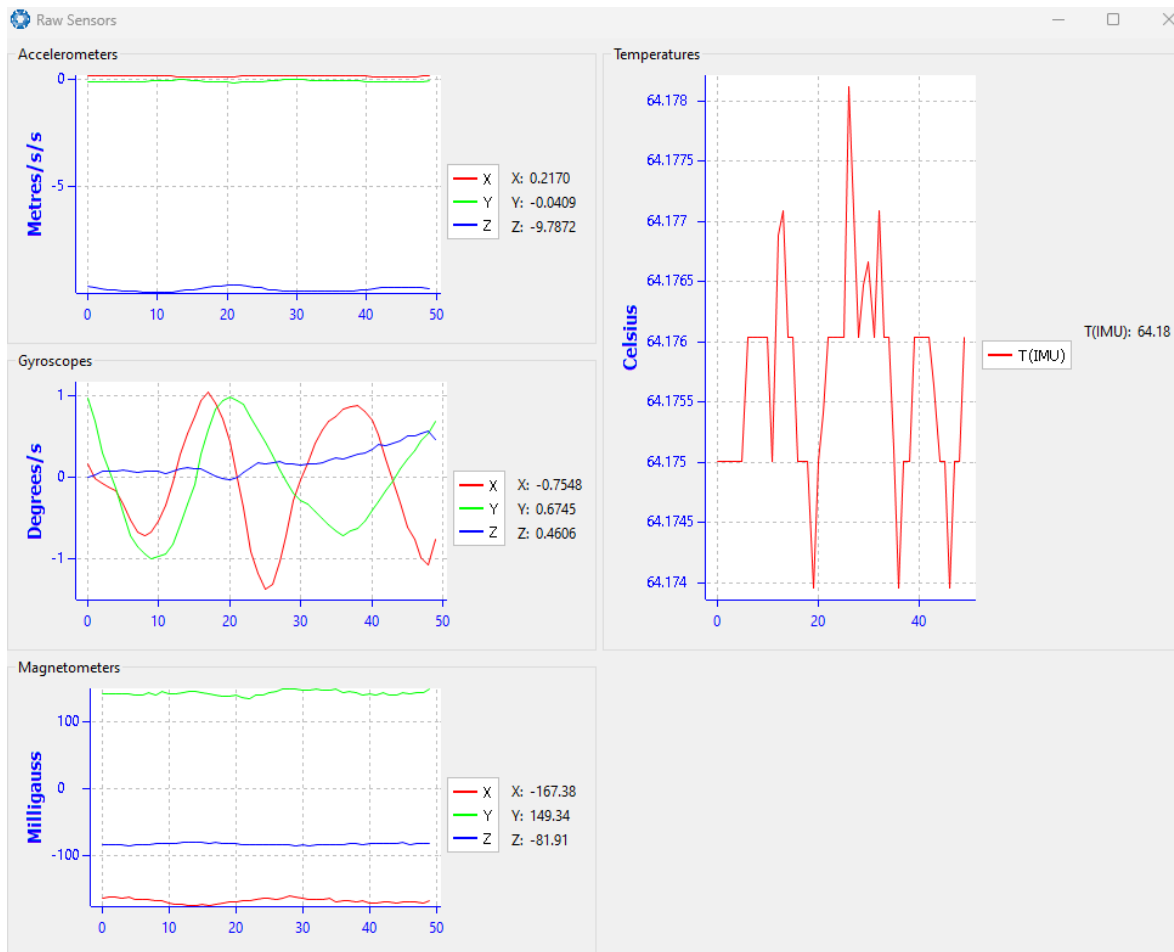 Raw Sensors
Accelerometers
0
-5
Metres/s/s
0 10 20 30 40 50
X X: 0.2170
Y Y: -0.0409
Z Z: -9.7872
Gyroscopes
1
0
-1
Degrees/s
0 10 20 30 40 50
X X: -0.7548
Y Y: 0.6745
Z Z: 0.4606
Magnetometers
100
0
-100
Milligauss
0 10 20 30 40 50
X X: -167.38
Y Y: 149.34
Z Z: -81.91
Temperatures
64.178
64.1775
64.177
64.1765
64.176
64.1755
64.175
64.1745
64.174
Celsius
0 20 40
T(IMU)
T(IMU): 64.18